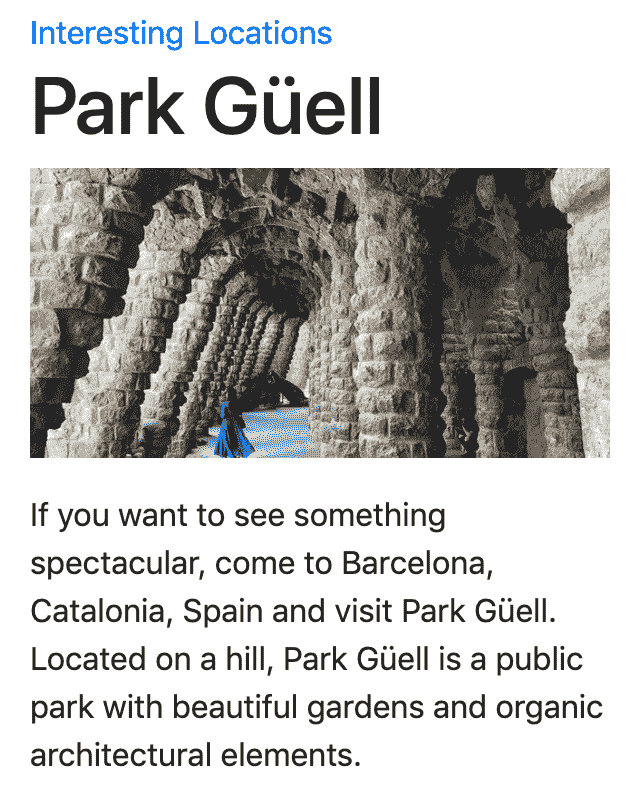 Interesting Locations
Park Güell
If you want to see something
spectacular, come to Barcelona,
Catalonia, Spain and visit Park Güell.
Located on a hill, Park Güell is a public
park with beautiful gardens and organic
architectural elements.